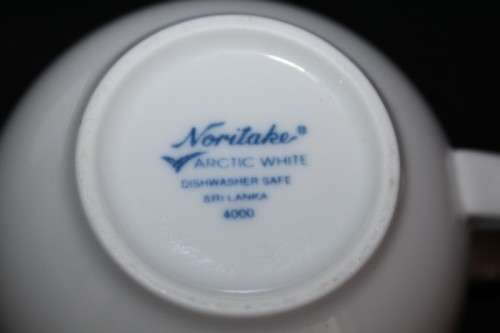 Noritake®
ARCTIC WHITE
DISHWASHER SAFE
SRI LANKA
4000